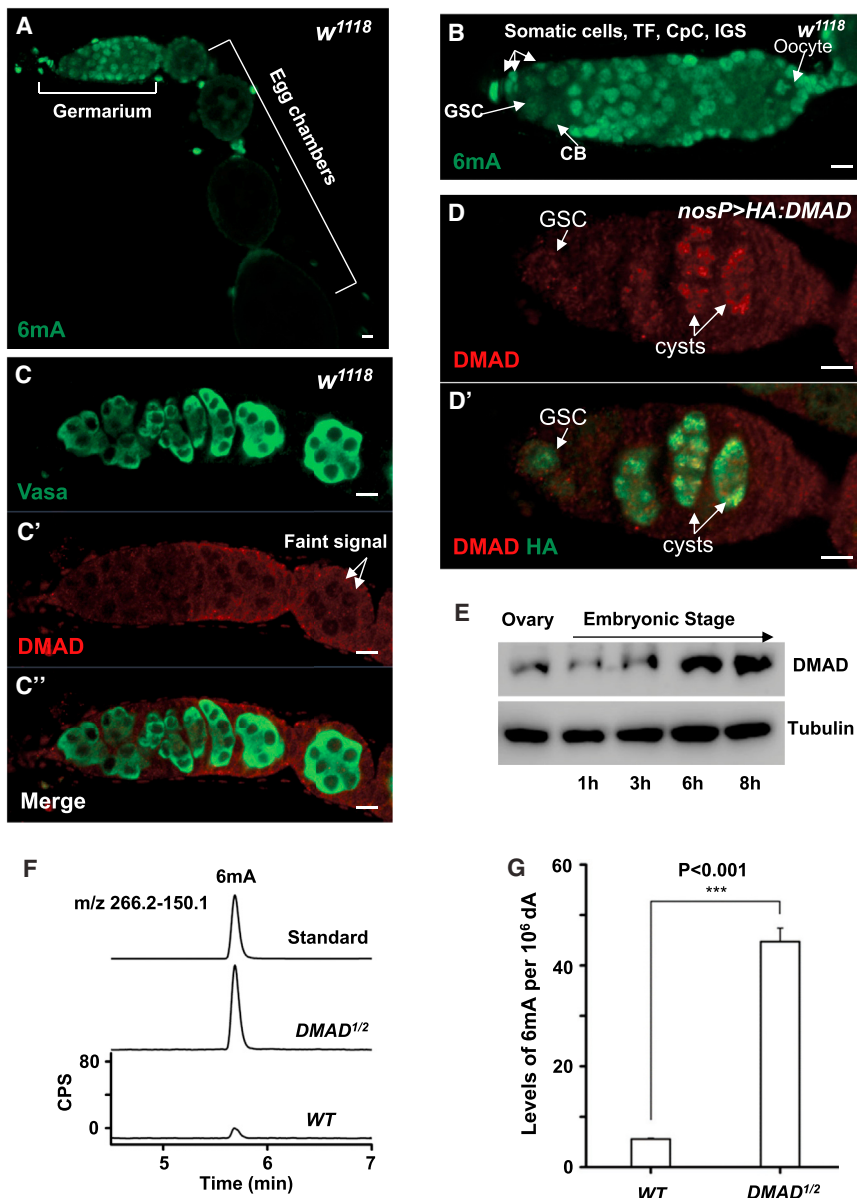 A
w1118
Germarium
Egg chambers
6mA
B
Somatic cells, TF, CpC, IGS
w1118
Oocyte
GSC
CB
6mA
C
w1118
Vasa
C'
Faint signal
DMAD
C''
Merge
D
nosP>HA:DMAD
GSC
cysts
DMAD
D'
GSC
cysts
DMAD HA
E
Ovary
Embryonic Stage
DMAD
Tubulin
1h 3h 6h 8h
F
6mA
m/z 266.2-150.1
Standard
DMAD1/2
80
WT
0
CPS
5 6 7
Time (min)
G
60
P<0.001
***
40
20
0
Levels of 6mA per 10⁶ dA
WT DMAD1/2